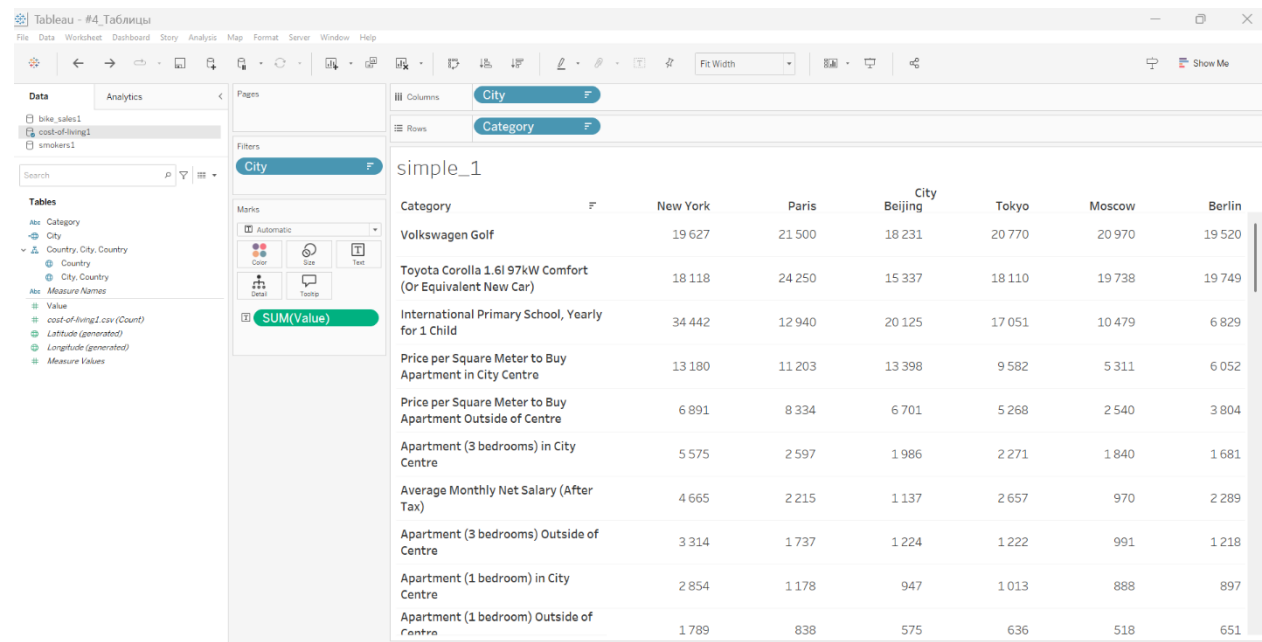 Tableau - #4_Таблицы
File Data Worksheet Dashboard Story Analysis Map Format Server Window Help
Fit Width
Show Me
Data Analytics
bike_sales1
cost-of-living1
smokers1
Search
Tables
Abc Category
City
Country, City, Country
Country
City, Country
Abc Measure Names
# Value
# cost-of-living1.csv (Count)
Latitude (generated)
Longitude (generated)
# Measure Values
Pages
Filters
City
Marks
Automatic
Color Size Text
Detail Tooltip
SUM(Value)
Columns City
Rows Category
simple_1
City
Category New York Paris Beijing Tokyo Moscow Berlin
Volkswagen Golf 19 627 21 500 18 231 20 770 20 970 19 520
Toyota Corolla 1.6l 97kW Comfort
(Or Equivalent New Car) 18 118 24 250 15 337 18 110 19 738 19 749
International Primary School, Yearly
for 1 Child 34 442 12 940 20 125 17 051 10 479 6 829
Price per Square Meter to Buy
Apartment in City Centre 13 180 11 203 13 398 9 582 5 311 6 052
Price per Square Meter to Buy
Apartment Outside of Centre 6 891 8 334 6 701 5 268 2 540 3 804
Apartment (3 bedrooms) in City
Centre 5 575 2 597 1 986 2 271 1 840 1 681
Average Monthly Net Salary (After
Tax) 4 665 2 215 1 137 2 657 970 2 289
Apartment (3 bedrooms) Outside of
Centre 3 314 1 737 1 224 1 222 991 1 218
Apartment (1 bedroom) in City
Centre 2 854 1 178 947 1 013 888 897
Apartment (1 bedroom) Outside of
Centre 1 789 838 575 636 518 651